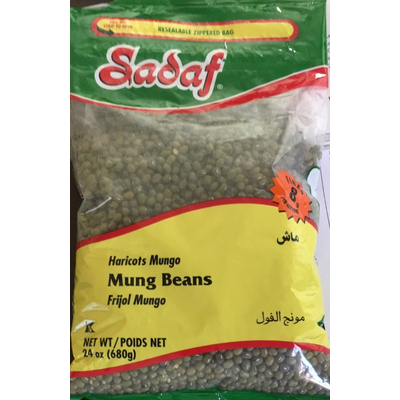 RESEALABLE ZIPPERED BAG
Sadaf®
8
ماش
Haricots Mungo
Mung Beans
Frijol Mungo
مونج الفول
K
NET WT/POIDS NET
24 oz (680g)